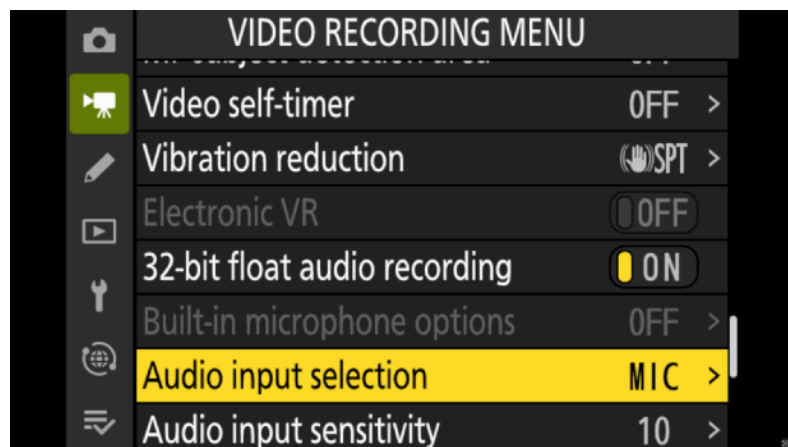 VIDEO RECORDING MENU
Video self-timer OFF >
Vibration reduction SPT >
Electronic VR OFF
32-bit float audio recording ON
Built-in microphone options OFF >
Audio input selection MIC >
Audio input sensitivity 10 >